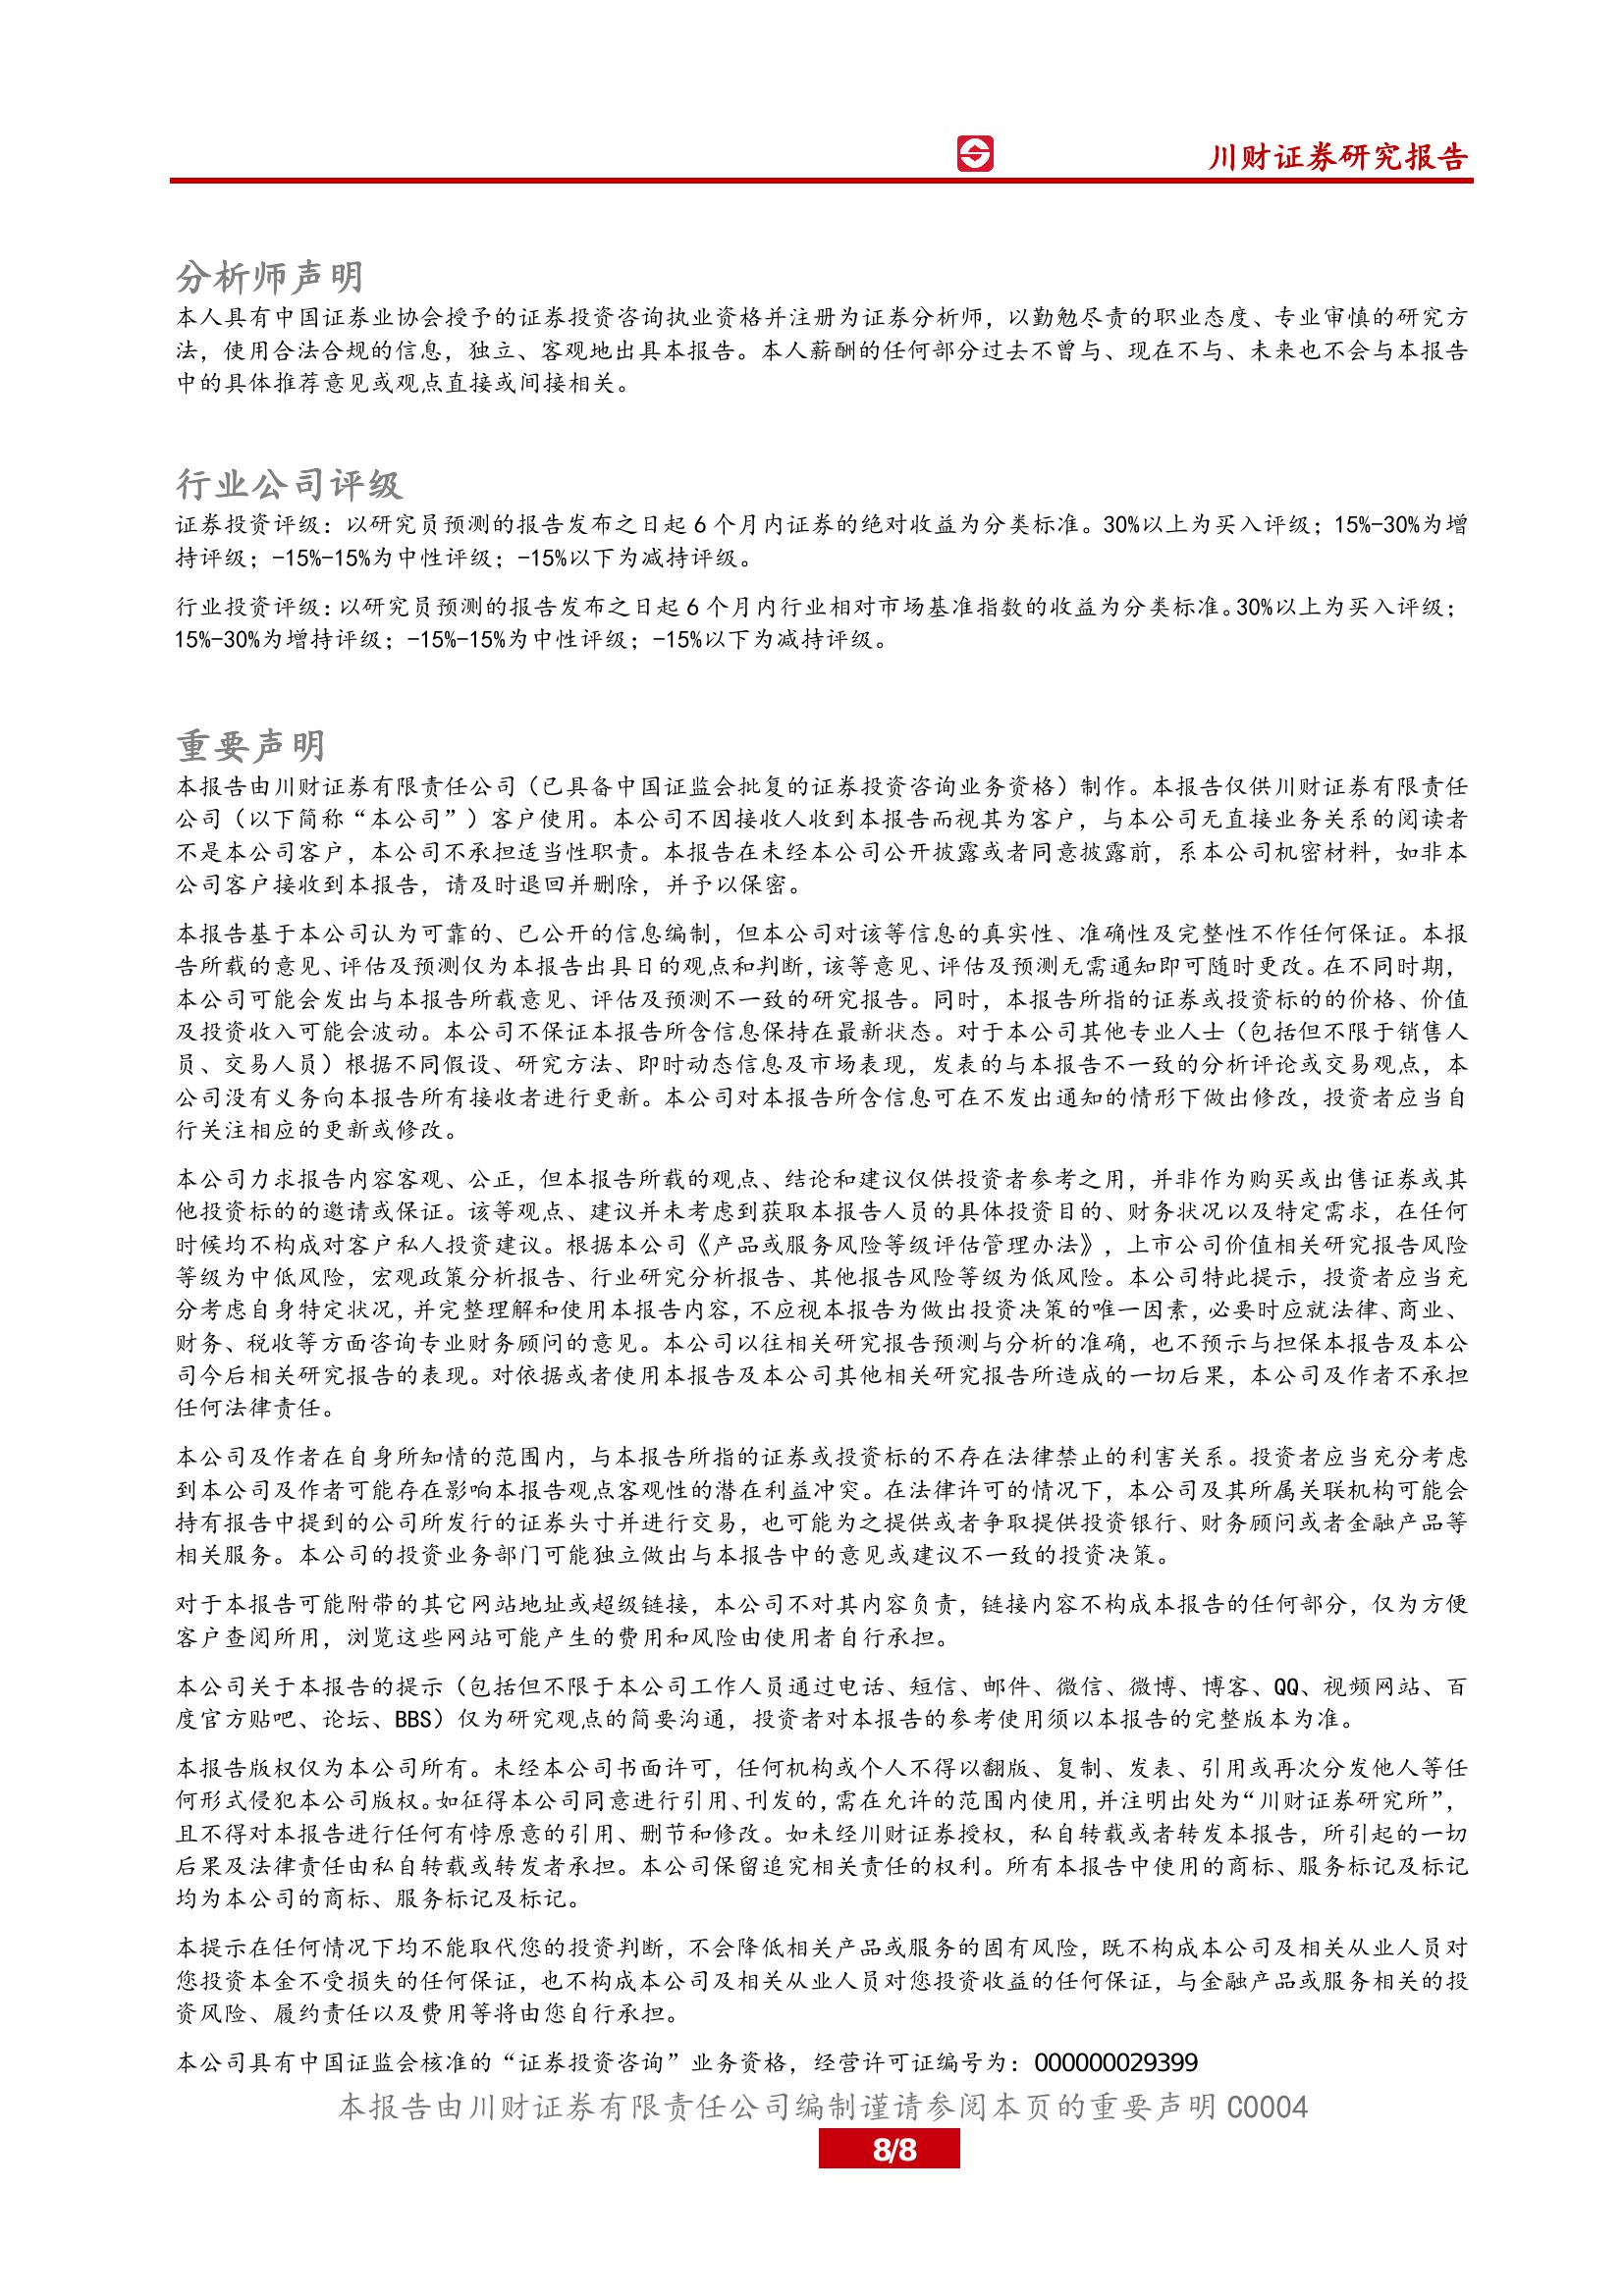 川财证券研究报告
分析师声明
本人具有中国证券业协会授予的证券投资咨询执业资格并注册为证券分析师，以勤勉尽责的职业态度、专业审慎的研究方
法，使用合法合规的信息，独立、客观地出具本报告。本人薪酬的任何部分过去不曾与、现在不与、未来也不会与本报告
中的具体推荐意见或观点直接或间接相关。
行业公司评级
证券投资评级：以研究员预测的报告发布之日起 6 个月内证券的绝对收益为分类标准。30%以上为买入评级；15%-30%为增
持评级；-15%-15%为中性评级；-15%以下为减持评级。
行业投资评级：以研究员预测的报告发布之日起 6 个月内行业相对市场基准指数的收益为分类标准。30%以上为买入评级；
15%-30%为增持评级；-15%-15%为中性评级；-15%以下为减持评级。
重要声明
本报告由川财证券有限责任公司（已具备中国证监会批复的证券投资咨询业务资格）制作。本报告仅供川财证券有限责任
公司（以下简称“本公司”）客户使用。本公司不因接收人收到本报告而视其为客户，与本公司无直接业务关系的阅读者
不是本公司客户，本公司不承担适当性职责。本报告在未经本公司公开披露或者同意披露前，系本公司机密材料，如非本
公司客户接收到本报告，请及时退回并删除，并予以保密。
本报告基于本公司认为可靠的、已公开的信息编制，但本公司对该等信息的真实性、准确性及完整性不作任何保证。本报
告所载的意见、评估及预测仅为本报告出具日的观点和判断，该等意见、评估及预测无需通知即可随时更改。在不同时期，
本公司可能会发出与本报告所载意见、评估及预测不一致的研究报告。同时，本报告所指的证券或投资标的的价格、价值
及投资收入可能会波动。本公司不保证本报告所含信息保持在最新状态。对于本公司其他专业人士（包括但不限于销售人
员、交易人员）根据不同假设、研究方法、即时动态信息及市场表现，发表的与本报告不一致的分析评论或交易观点，本
公司没有义务向本报告所有接收者进行更新。本公司对本报告所含信息可在不发出通知的情形下做出修改，投资者应当自
行关注相应的更新或修改。
本公司力求报告内容客观、公正，但本报告所载的观点、结论和建议仅供投资者参考之用，并非作为购买或出售证券或其
他投资标的的邀请或保证。该等观点、建议并未考虑到获取本报告人员的具体投资目的、财务状况以及特定需求，在任何
时候均不构成对客户私人投资建议。根据本公司《产品或服务风险等级评估管理办法》，上市公司价值相关研究报告风险
等级为中低风险，宏观政策分析报告、行业研究分析报告、其他报告风险等级为低风险。本公司特此提示，投资者应当充
分考虑自身特定状况，并完整理解和使用本报告内容，不应视本报告为做出投资决策的唯一因素，必要时应就法律、商业、
财务、税收等方面咨询专业财务顾问的意见。本公司以往相关研究报告预测与分析的准确，也不预示与担保本报告及本公
司今后相关研究报告的表现。对依据或者使用本报告及本公司其他相关研究报告所造成的一切后果，本公司及作者不承担
任何法律责任。
本公司及作者在自身所知情的范围内，与本报告所指的证券或投资标的不存在法律禁止的利害关系。投资者应当充分考虑
到本公司及作者可能存在影响本报告观点客观性的潜在利益冲突。在法律许可的情况下，本公司及其所属关联机构可能会
持有报告中提到的公司所发行的证券头寸并进行交易，也可能为之提供或者争取提供投资银行、财务顾问或者金融产品等
相关服务。本公司的投资业务部门可能独立做出与本报告中的意见或建议不一致的投资决策。
对于本报告可能附带的其它网站地址或超级链接，本公司不对其内容负责，链接内容不构成本报告的任何部分，仅为方便
客户查阅所用，浏览这些网站可能产生的费用和风险由使用者自行承担。
本公司关于本报告的提示（包括但不限于本公司工作人员通过电话、短信、邮件、微信、微博、博客、QQ、视频网站、百
度官方贴吧、论坛、BBS）仅为研究观点的简要沟通，投资者对本报告的参考使用须以本报告的完整版本为准。
本报告版权仅为本公司所有。未经本公司书面许可，任何机构或个人不得以翻版、复制、发表、引用或再次分发他人等任
何形式侵犯本公司版权。如征得本公司同意进行引用、刊发的，需在允许的范围内使用，并注明出处为“川财证券研究所”，
且不得对本报告进行任何有悖原意的引用、删节和修改。如未经川财证券授权，私自转载或者转发本报告，所引起的一切
后果及法律责任由私自转载或转发者承担。本公司保留追究相关责任的权利。所有本报告中使用的商标、服务标记及标记
均为本公司的商标、服务标记及标记。
本提示在任何情况下均不能取代您的投资判断，不会降低相关产品或服务的固有风险，既不构成本公司及相关从业人员对
您投资本金不受损失的任何保证，也不构成本公司及相关从业人员对您投资收益的任何保证，与金融产品或服务相关的投
资风险、履约责任以及费用等将由您自行承担。
本公司具有中国证监会核准的“证券投资咨询”业务资格，经营许可证编号为：000000029399
本报告由川财证券有限责任公司编制谨请参阅本页的重要声明 C0004
8/8